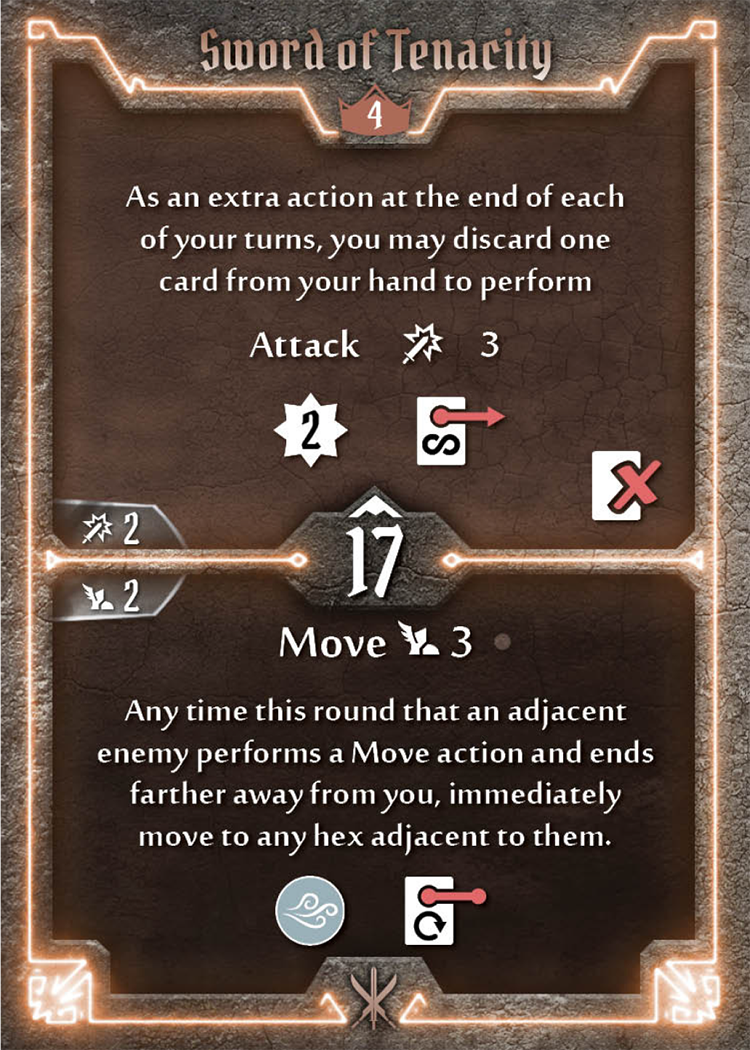 Sword of Tenacity
4
As an extra action at the end of each
of your turns, you may discard one
card from your hand to perform
Attack 3
2
2
17
2
Move 3
Any time this round that an adjacent
enemy performs a Move action and ends
farther away from you, immediately
move to any hex adjacent to them.